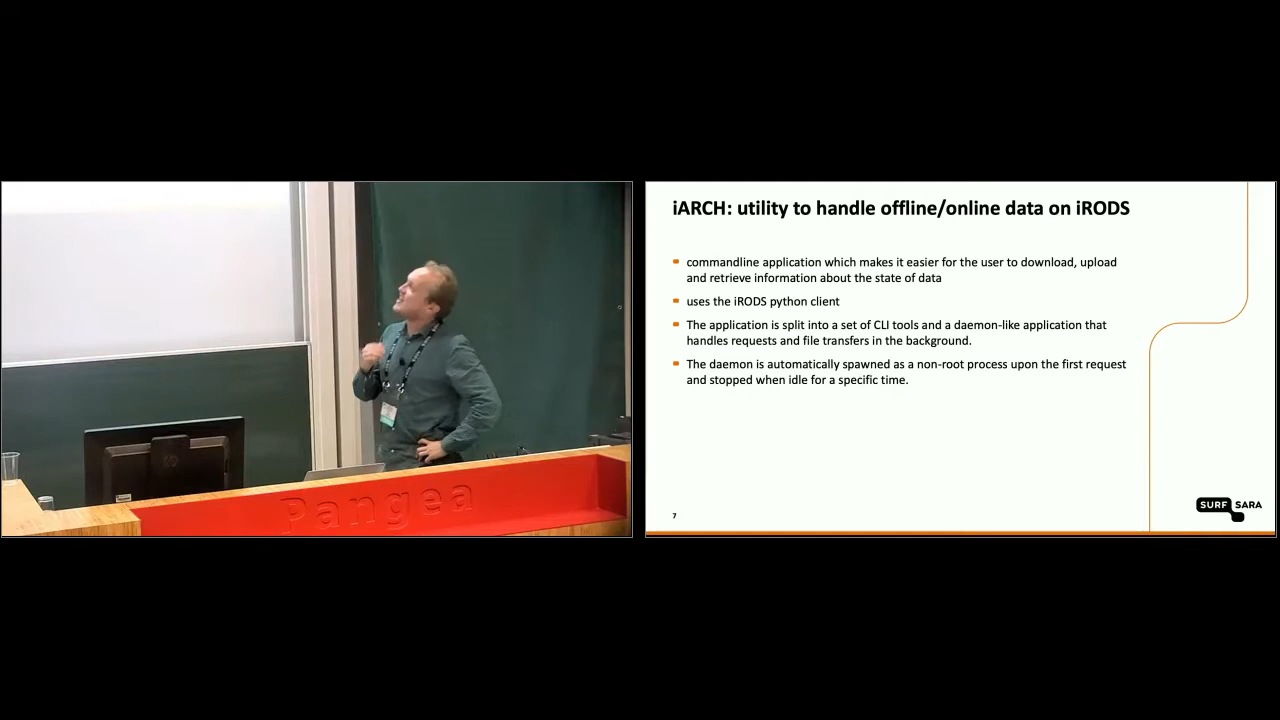 Pangea
iARCH: utility to handle offline/online data on iRODS
commandline application which makes it easier for the user to download, upload
and retrieve information about the state of data
uses the iRODS python client
The application is split into a set of CLI tools and a daemon-like application that
handles requests and file transfers in the background.
The daemon is automatically spawned as a non-root process upon the first request
and stopped when idle for a specific time.
7
SURF SARA